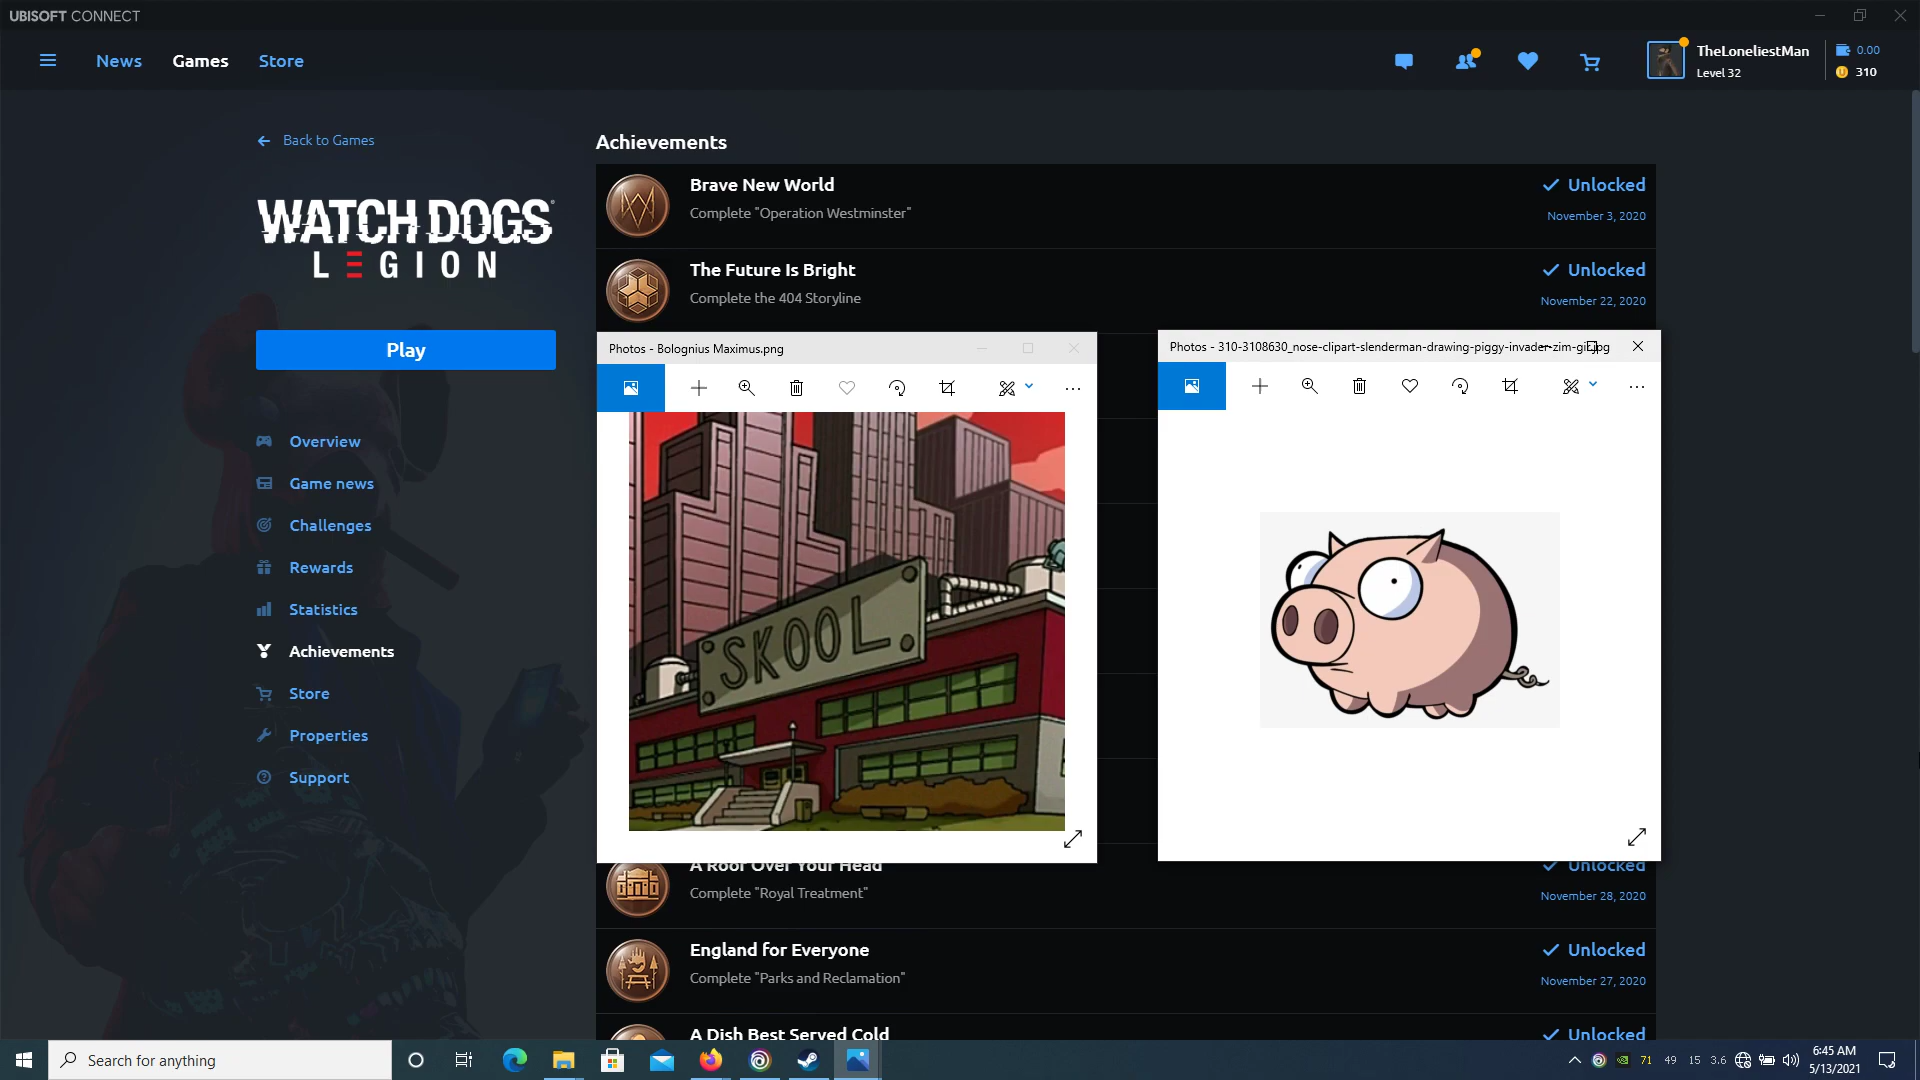 UBISOFT CONNECT
News
Games
Store
TheLoneliestMan
Level 32
0.00
310
Back to Games
WATCH DOGS
LEGION
Play
Overview
Game news
Challenges
Rewards
Statistics
Achievements
Store
Properties
Support
Achievements
Brave New World
Complete "Operation Westminster"
Unlocked
November 3, 2020
The Future Is Bright
Complete the 404 Storyline
Unlocked
November 22, 2020
Photos - Bolognius Maximus.png
SKOOL
Photos - 310-3108630_nose-clipart-slenderman-drawing-piggy-invader-zim-gir.jpg
A Roof Over Your Head
Complete "Royal Treatment"
Unlocked
November 28, 2020
England for Everyone
Complete "Parks and Reclamation"
Unlocked
November 27, 2020
A Dish Best Served Cold
Unlocked
Search for anything
71 49 15 3.6
6:45 AM
5/13/2021